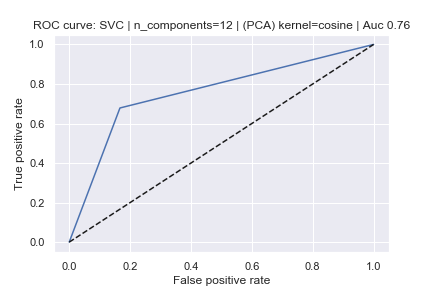 ROC curve: SVC | n_components=12 | (PCA) kernel=cosine | Auc 0.76
1.0
0.8
0.6
0.4
0.2
0.0
True positive rate
0.0 0.2 0.4 0.6 0.8 1.0
False positive rate